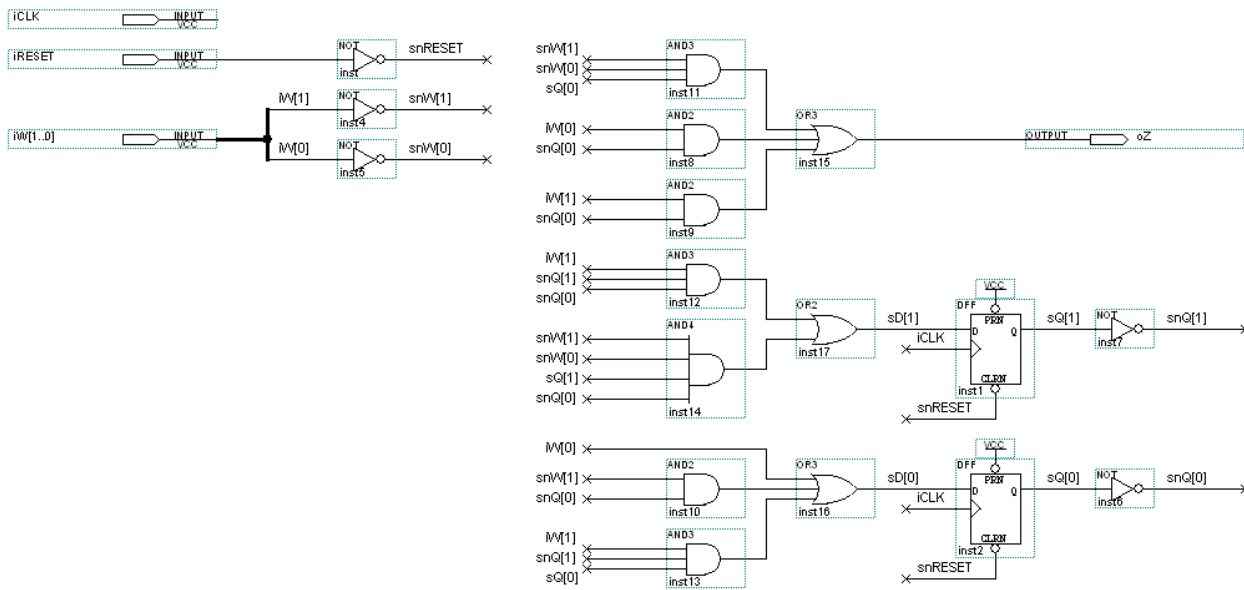 iCLK INPUT VCC
iRESET INPUT VCC NOT inst snRESET
iW[1..0] INPUT VCC
iW[1] NOT inst4 snW[1]
iW[0] NOT inst5 snW[0]
snW[1] AND3
snW[0]
sQ[0] inst11
iW[0] AND2
snQ[0] inst8
OR3 inst15
OUTPUT oZ
iW[1] AND2
snQ[0] inst9
iW[1] AND3
snQ[1]
snQ[0] inst12
snW[1] AND4
snW[0]
sQ[1]
snQ[0] inst14
OR2 inst17
sD[1]
iCLK
VCC
DFF
PRN
D Q
CLRN
inst1
snRESET
sQ[1] NOT inst7 snQ[1]
iW[0]
snW[1] AND2
snQ[0] inst10
iW[1] AND3
snQ[1]
sQ[0] inst13
OR3 inst16
sD[0]
iCLK
VCC
DFF
PRN
D Q
CLRN
inst2
snRESET
sQ[0] NOT inst6 snQ[0]